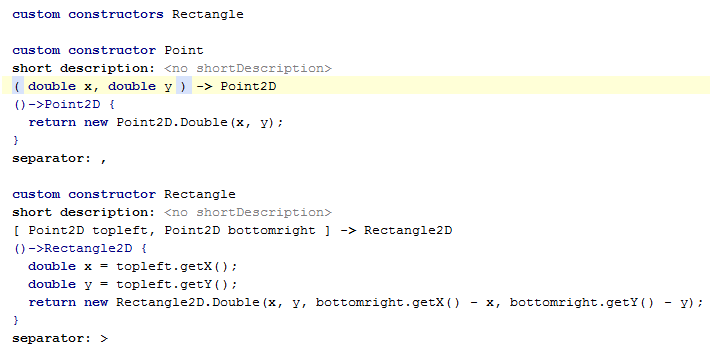 custom constructors Rectangle
custom constructor Point
short description: <no shortDescription>
( double x, double y ) -> Point2D
()->Point2D {
return new Point2D.Double(x, y);
}
separator: ,
custom constructor Rectangle
short description: <no shortDescription>
[ Point2D topleft, Point2D bottomright ] -> Rectangle2D
()->Rectangle2D {
double x = topleft.getX();
double y = topleft.getY();
return new Rectangle2D.Double(x, y, bottomright.getX() - x, bottomright.getY() - y);
}
separator: >